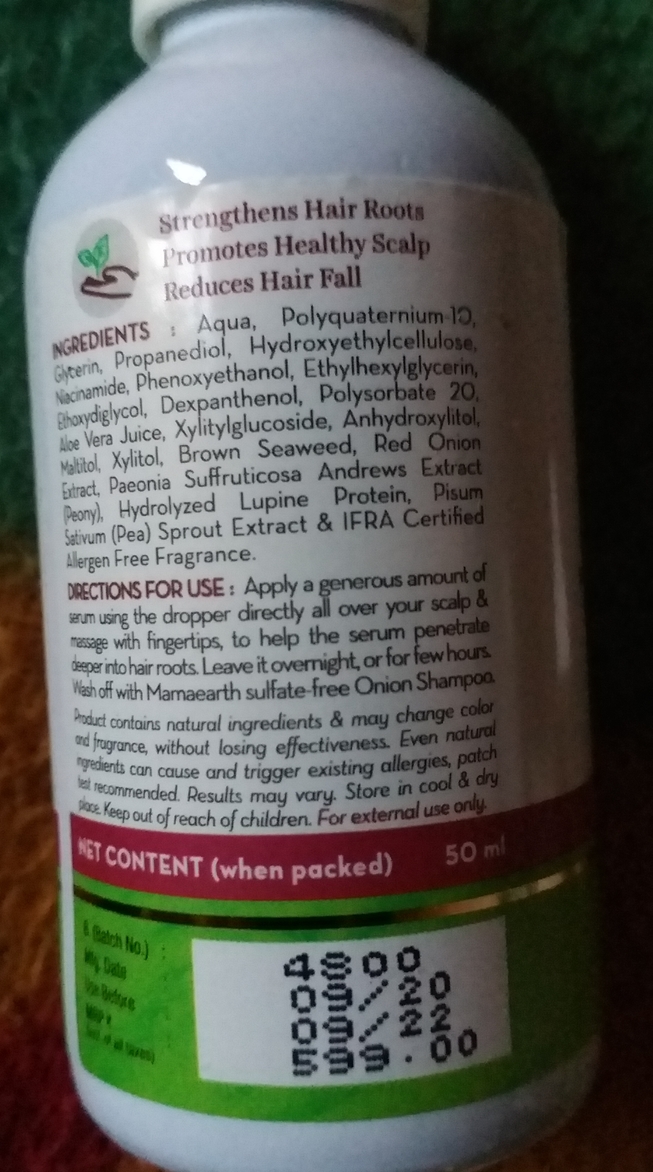 Strengthens Hair Roots
Promotes Healthy Scalp
Reduces Hair Fall
INGREDIENTS : Aqua, Polyquaternium-10,
Glycerin, Propanediol, Hydroxyethylcellulose,
Niacinamide, Phenoxyethanol, Ethylhexylglycerin,
Ethoxydiglycol, Dexpanthenol, Polysorbate 20,
Aloe Vera Juice, Xylitylglucoside, Anhydroxylitol,
Maltitol, Xylitol, Brown Seaweed, Red Onion
Extract, Paeonia Suffruticosa Andrews Extract
(Peony), Hydrolyzed Lupine Protein, Pisum
Sativum (Pea) Sprout Extract & IFRA Certified
Allergen Free Fragrance.
DIRECTIONS FOR USE : Apply a generous amount of
serum using the dropper directly all over your scalp &
massage with fingertips, to help the serum penetrate
deeper into hair roots. Leave it overnight, or for few hours.
Wash off with Mamaearth sulfate-free Onion Shampoo.
Product contains natural ingredients & may change color
and fragrance, without losing effectiveness. Even natural
ingredients can cause and trigger existing allergies, patch
test recommended. Results may vary. Store in cool & dry
place. Keep out of reach of children. For external use only.
NET CONTENT (when packed) 50 ml
B. (Batch No.) : 4800
Mfg. Date 09/20
Use Before 09/22
MRP ₹ 599.00
(Incl. of all taxes)